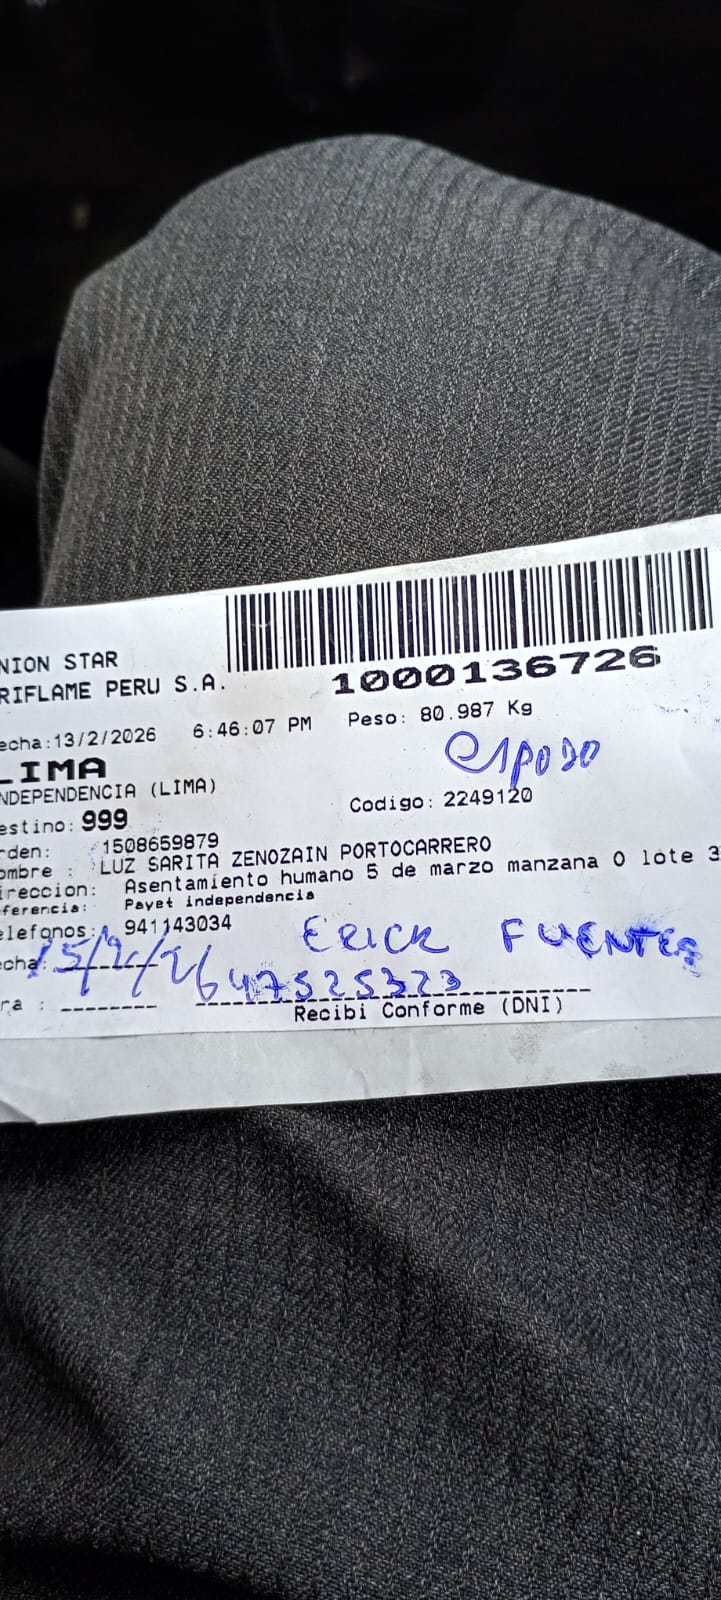 NION STAR
RIFLAME PERU S.A.
1000136726
echa:13/2/2026 6:46:07 PM Peso: 80.987 Kg
LIMA
esposo
NDEPENDENCIA (LIMA)
estino: 999 Codigo: 2249120
rden: 1508659879
ombre : LUZ SARITA ZENOZAIN PORTOCARRERO
ireccion: Asentamiento humano 5 de marzo manzana O lote 3
ferencia: Payet independencia
elefonos: 941143034
ERICK FUENTES
echa: 15/2/26
47525323
ra :
Recibi Conforme (DNI)